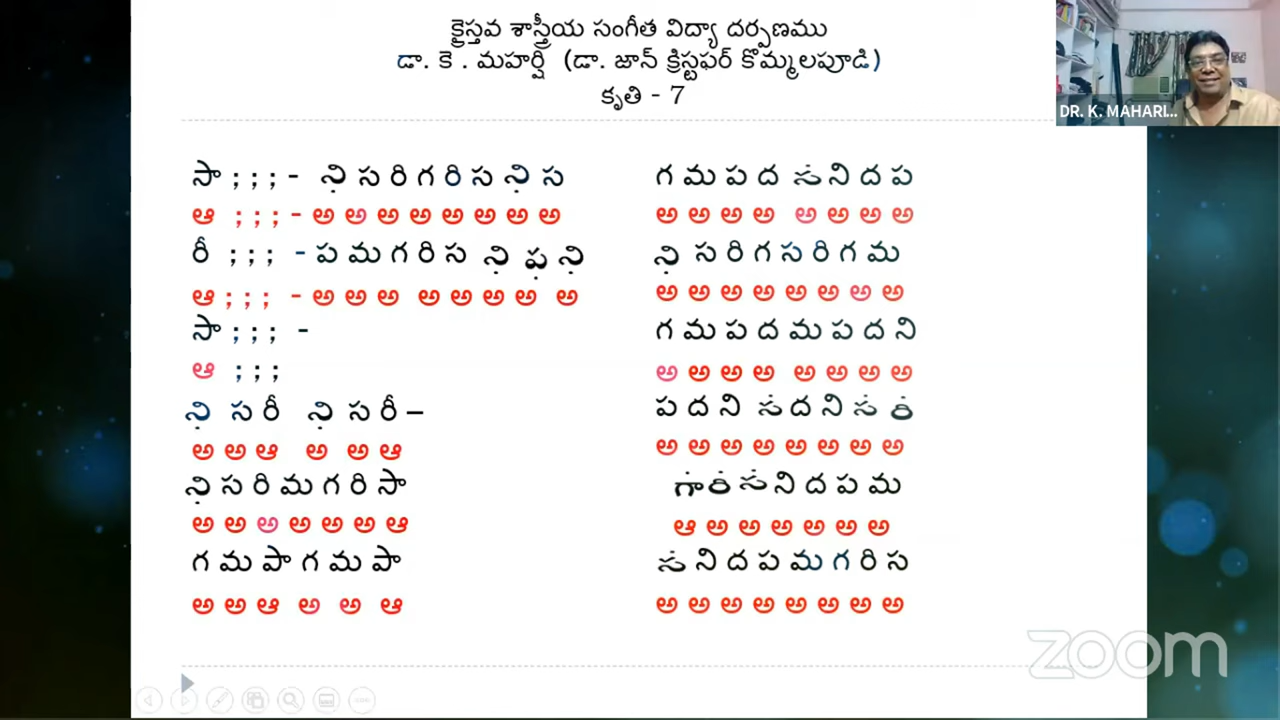 క్రైస్తవ శాస్త్రీయ సంగీత విద్యా దర్పణము
డా. కె . మహర్షి (డా. జాన్ క్రిస్టఫర్ కొమ్మలపూడి)
కృతి - 7
DR. K. MAHARI...
సా ; ; ; - ని స రి గ రి స ని స
ఆ ; ; ; - అ అ అ అ అ అ అ అ
రీ ; ; ; - ప మ గ రి స ని ప ని
ఆ ; ; ; - అ అ అ అ అ అ అ అ
సా ; ; ; -
ఆ ; ; ;
ని స రీ ని స రీ –
అ అ ఆ అ అ ఆ
ని స రి మ గ రి సా
అ అ అ అ అ అ ఆ
గ మ పా గ మ పా
అ అ ఆ అ అ ఆ
గ మ ప ద స ని ద ప
అ అ అ అ అ అ అ అ
ని స రి గ స రి గ మ
అ అ అ అ అ అ అ అ
గ మ ప ద మ ప ద ని
అ అ అ అ అ అ అ అ
ప ద ని స ద ని స రి
అ అ అ అ అ అ అ అ
గా రి స ని ద ప మ
ఆ అ అ అ అ అ అ
స ని ద ప మ గ రి స
అ అ అ అ అ అ అ అ
zoom